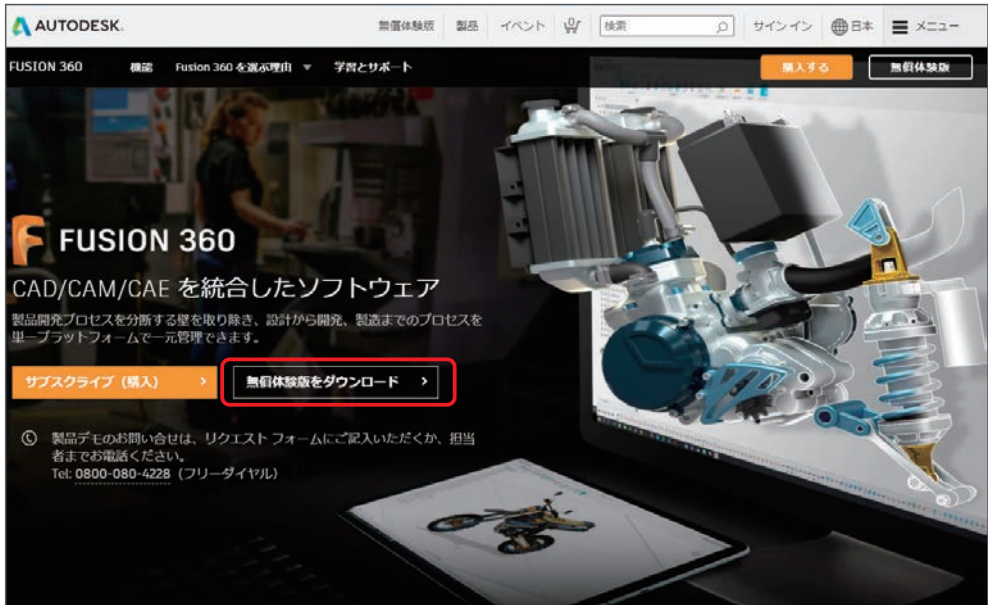 AUTODESK.
無償体験版
製品
イベント
0
検索
サインイン
日本
メニュー
FUSION 360
機能
Fusion 360 を選ぶ理由
学習とサポート
購入する
無償体験版
FUSION 360
CAD/CAM/CAE を統合したソフトウェア
製品開発プロセスを分断する壁を取り除き、設計から開発、製造までのプロセスを
単一プラットフォームで一元管理できます。
サブスクライブ（購入） >
無償体験版をダウンロード >
製品デモのお問い合せは、リクエスト フォームにご記入いただくか、担当
者までお電話ください。
Tel: 0800-080-4228（フリーダイヤル）